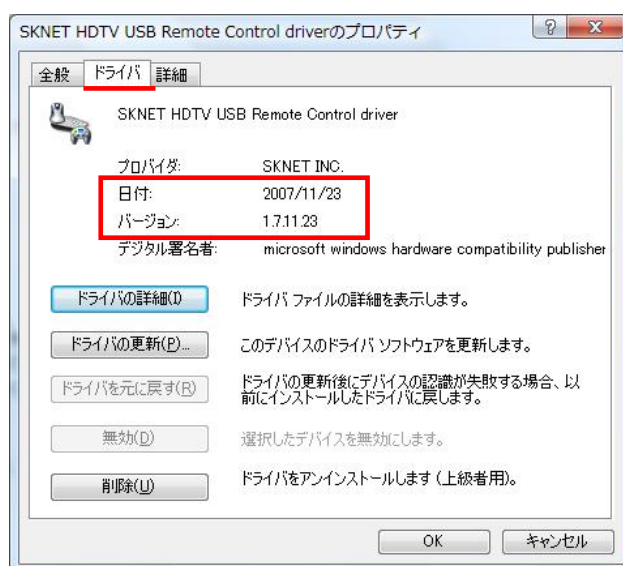 SKNET HDTV USB Remote Control driverのプロパティ
全般 ドライバ 詳細
SKNET HDTV USB Remote Control driver
プロバイダ: SKNET INC.
日付: 2007/11/23
バージョン: 1.7.11.23
デジタル署名者: microsoft windows hardware compatibility publisher
ドライバの詳細(I) ドライバ ファイルの詳細を表示します。
ドライバの更新(P)... このデバイスのドライバ ソフトウェアを更新します。
ドライバを元に戻す(R) ドライバの更新後にデバイスの認識が失敗する場合、以
前にインストールしたドライバに戻します。
無効(D) 選択したデバイスを無効にします。
削除(U) ドライバをアンインストールします (上級者用)。
OK キャンセル